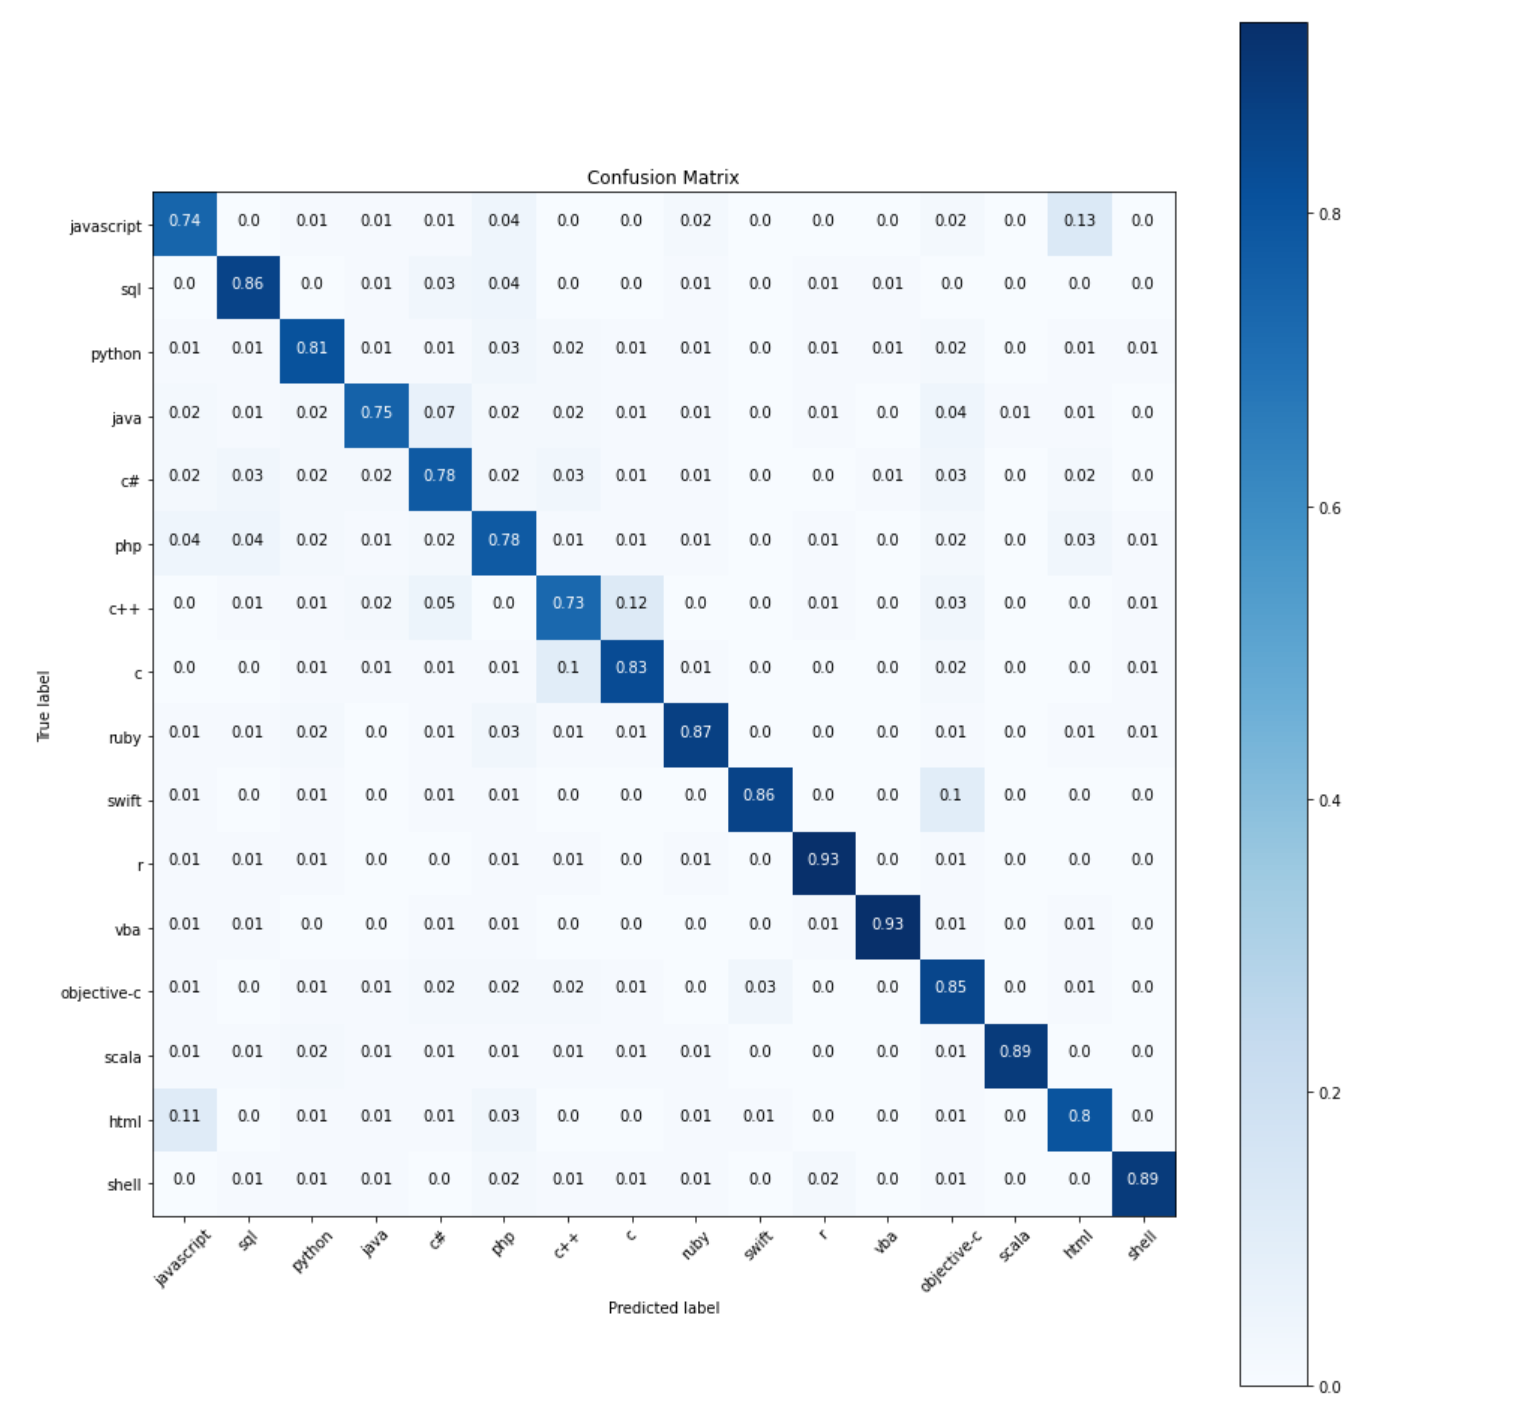 Confusion Matrix
javascript 0.74 0.0 0.01 0.01 0.01 0.04 0.0 0.0 0.02 0.0 0.0 0.0 0.02 0.0 0.13 0.0
sql 0.0 0.86 0.0 0.01 0.03 0.04 0.0 0.0 0.01 0.0 0.01 0.01 0.0 0.0 0.0 0.0
python 0.01 0.01 0.81 0.01 0.01 0.03 0.02 0.01 0.01 0.0 0.01 0.01 0.02 0.0 0.01 0.01
java 0.02 0.01 0.02 0.75 0.07 0.02 0.02 0.01 0.01 0.0 0.01 0.0 0.04 0.01 0.01 0.0
c# 0.02 0.03 0.02 0.02 0.78 0.02 0.03 0.01 0.01 0.0 0.0 0.01 0.03 0.0 0.02 0.0
php 0.04 0.04 0.02 0.01 0.02 0.78 0.01 0.01 0.01 0.0 0.01 0.0 0.02 0.0 0.03 0.01
c++ 0.0 0.01 0.01 0.02 0.05 0.0 0.73 0.12 0.0 0.0 0.01 0.0 0.03 0.0 0.0 0.01
c 0.0 0.0 0.01 0.01 0.01 0.01 0.1 0.83 0.01 0.0 0.0 0.0 0.02 0.0 0.0 0.01
ruby 0.01 0.01 0.02 0.0 0.01 0.03 0.01 0.01 0.87 0.0 0.0 0.0 0.01 0.0 0.01 0.01
swift 0.01 0.0 0.01 0.0 0.01 0.01 0.0 0.0 0.0 0.86 0.0 0.0 0.1 0.0 0.0 0.0
r 0.01 0.01 0.01 0.0 0.0 0.01 0.01 0.0 0.01 0.0 0.93 0.0 0.01 0.0 0.0 0.0
vba 0.01 0.01 0.0 0.0 0.01 0.01 0.0 0.0 0.0 0.0 0.01 0.93 0.01 0.0 0.01 0.0
objective-c 0.01 0.0 0.01 0.01 0.02 0.02 0.02 0.01 0.0 0.03 0.0 0.0 0.85 0.0 0.01 0.0
scala 0.01 0.01 0.02 0.01 0.01 0.01 0.01 0.01 0.01 0.0 0.0 0.0 0.01 0.89 0.0 0.0
html 0.11 0.0 0.01 0.01 0.01 0.03 0.0 0.0 0.01 0.01 0.0 0.0 0.01 0.0 0.8 0.0
shell 0.0 0.01 0.01 0.01 0.0 0.02 0.01 0.01 0.01 0.0 0.02 0.0 0.01 0.0 0.0 0.89
javascript sql python java c# php c++ c ruby swift r vba objective-c scala html shell
Predicted label
True label
0.8
0.6
0.4
0.2
0.0